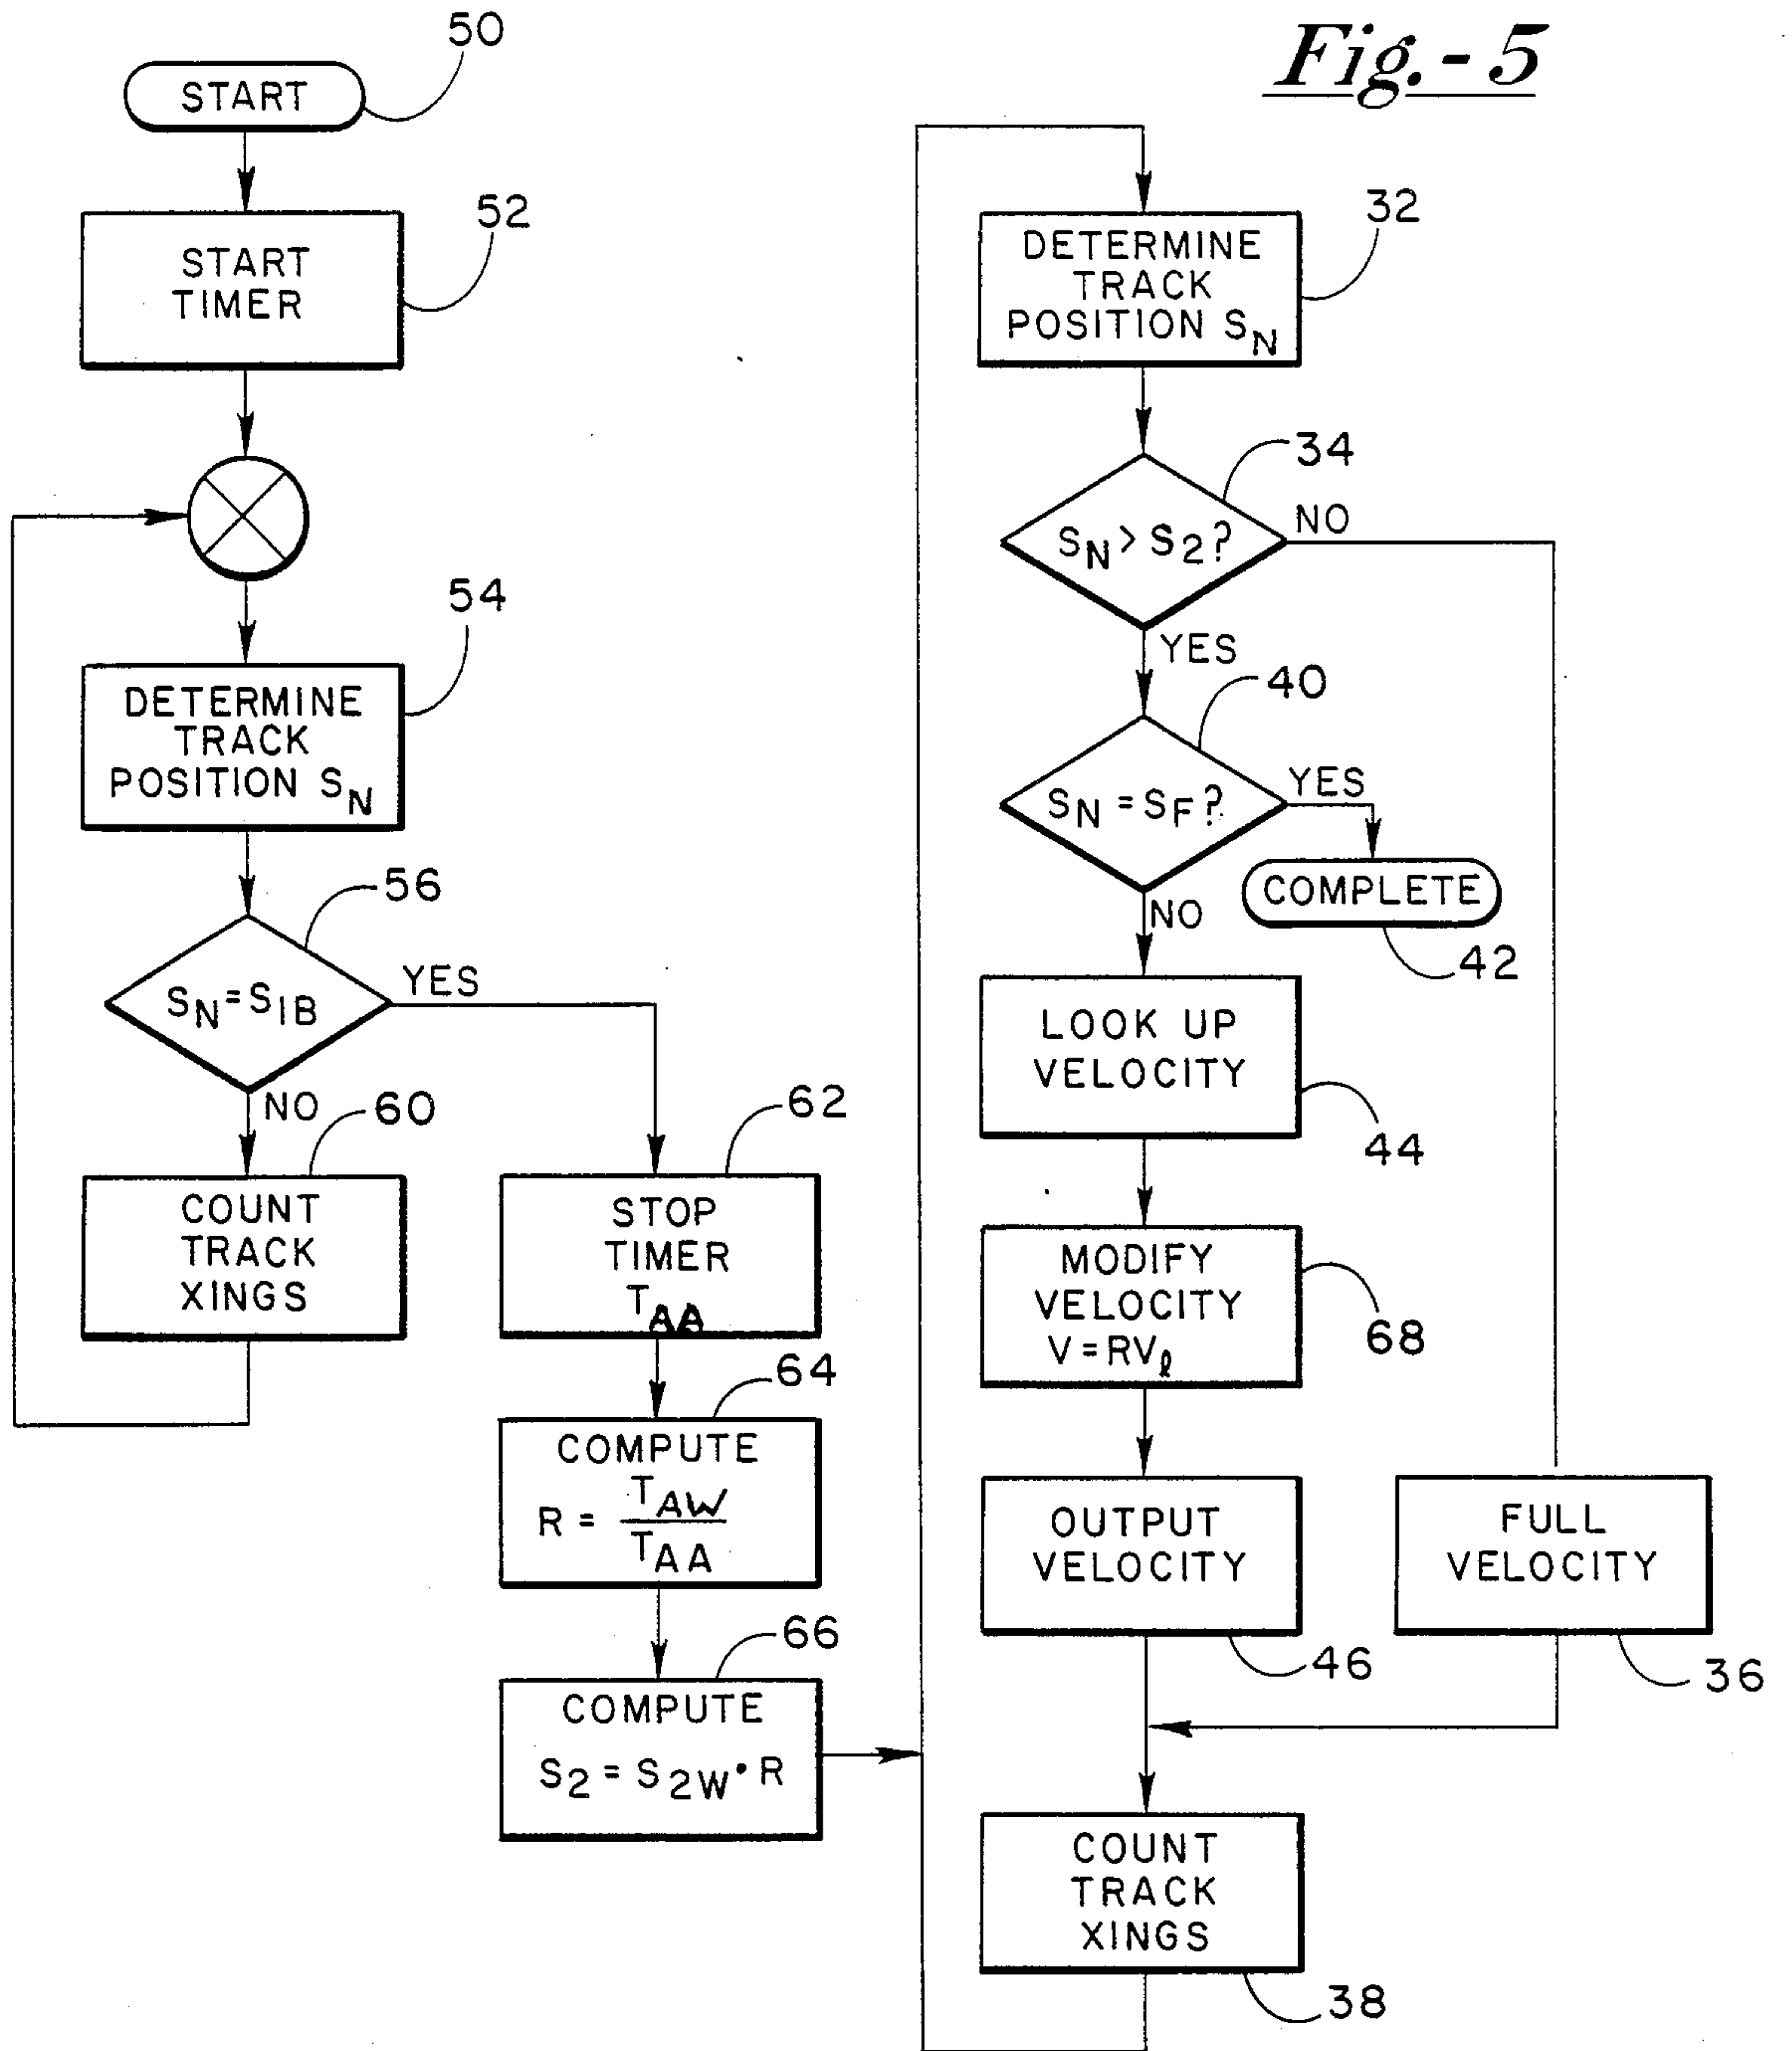 Fig.-5
50
START
52
START
TIMER
54
DETERMINE
TRACK
POSITION SN
56
SN=SIB
YES
NO
60
COUNT
TRACK
XINGS
62
STOP
TIMER
TAA
64
COMPUTE
R = TAW
TAA
66
COMPUTE
S2 = S2W• R
32
DETERMINE
TRACK
POSITION SN
34
SN > S2?
NO
YES
40
SN = SF?
YES
COMPLETE
42
NO
LOOK UP
VELOCITY
44
MODIFY
VELOCITY
V=RVℓ
68
OUTPUT
VELOCITY
46
FULL
VELOCITY
36
COUNT
TRACK
XINGS
38